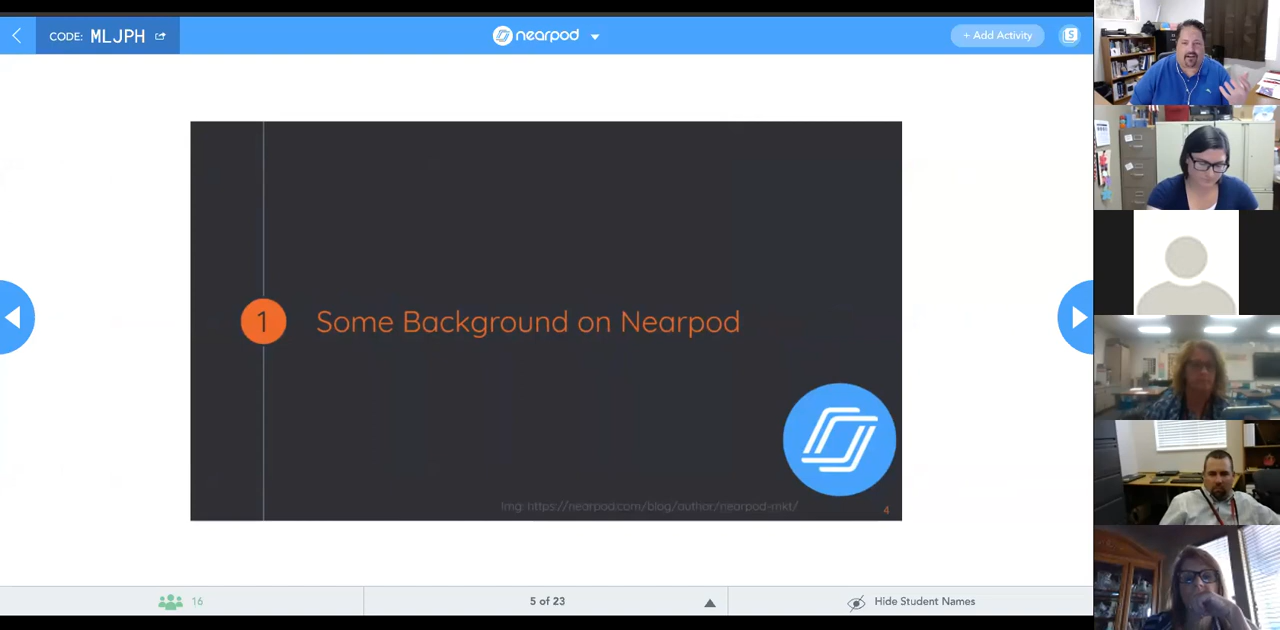 CODE: MLJPH
nearpod
+ Add Activity
S
1
Some Background on Nearpod
Img: https://nearpod.com/blog/author/nearpod-mkt/
4
16
5 of 23
Hide Student Names